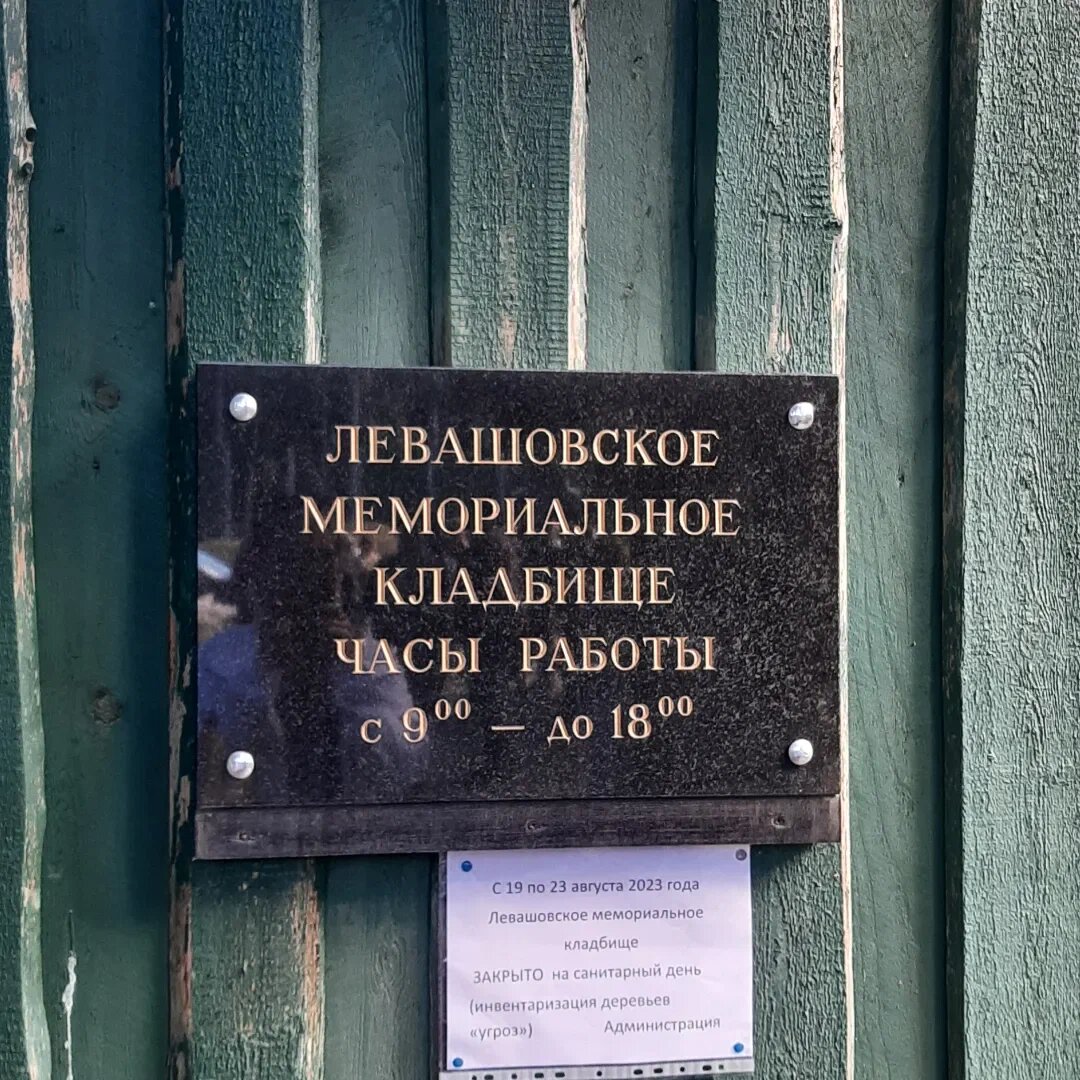 ЛЕВАШОВСКОЕ
МЕМОРИАЛЬНОЕ
КЛАДБИЩЕ
ЧАСЫ РАБОТЫ
с 9⁰⁰ — до 18⁰⁰
С 19 по 23 августа 2023 года
Левашовское мемориальное
кладбище
ЗАКРЫТО на санитарный день
(инвентаризация деревьев
«угроз») Администрация